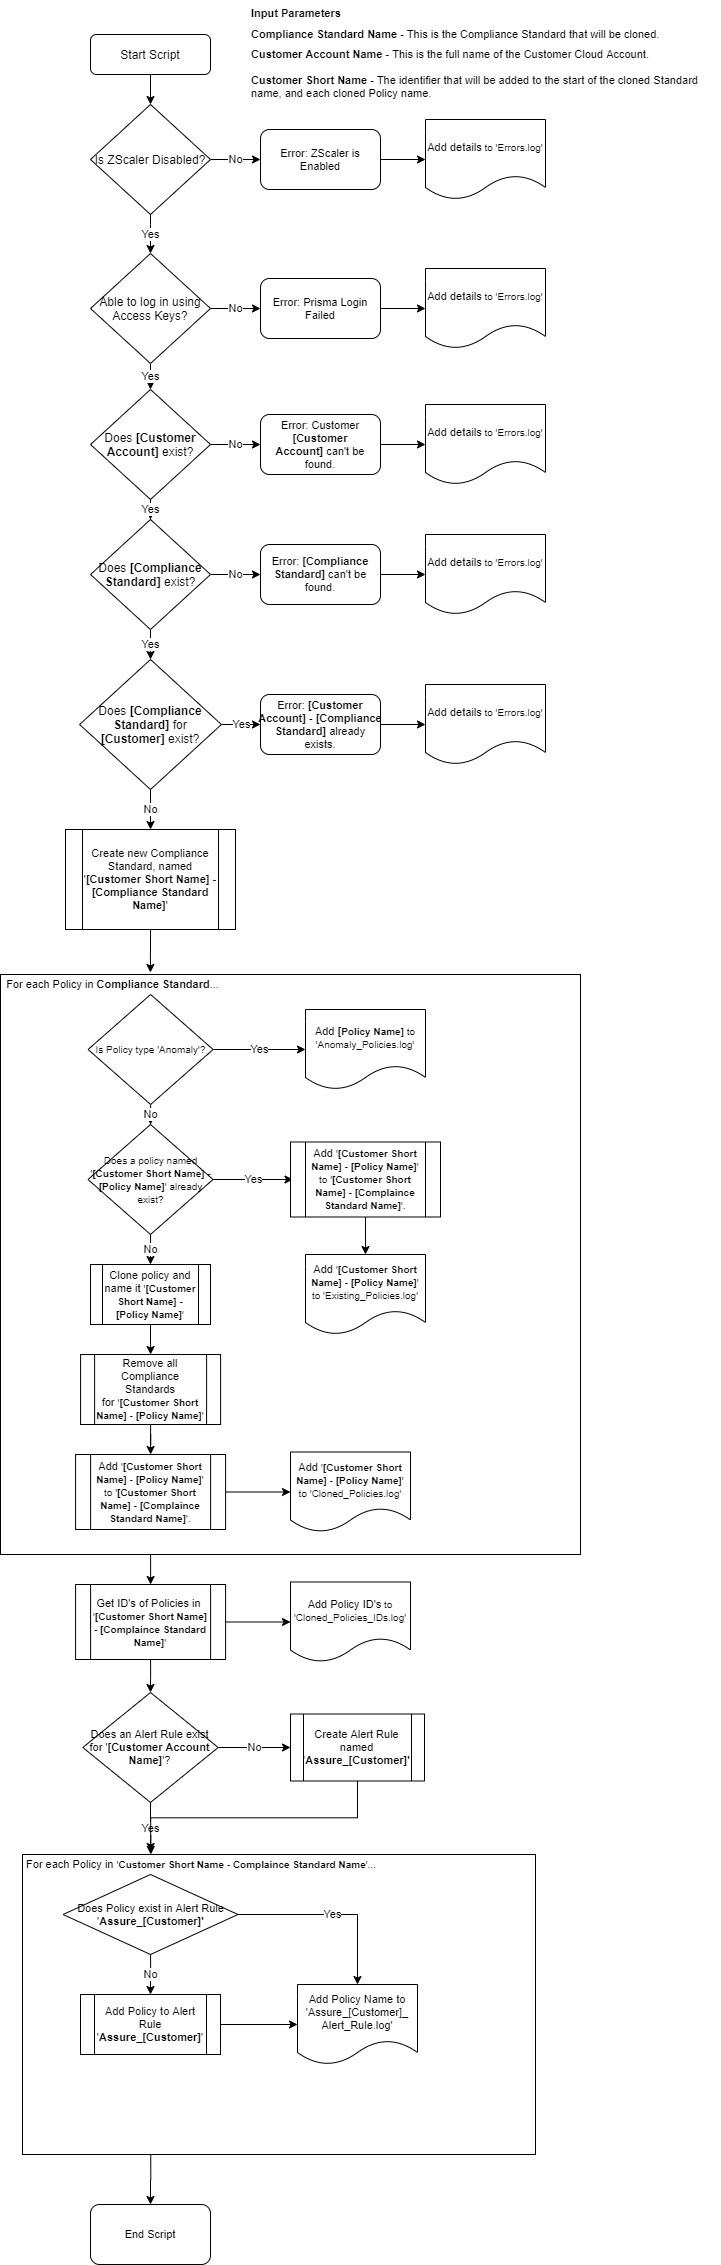 Input Parameters
Compliance Standard Name - This is the Compliance Standard that will be cloned.
Customer Account Name - This is the full name of the Customer Cloud Account.
Customer Short Name - The identifier that will be added to the start of the cloned Standard
name, and each cloned Policy name.
Start Script
Is ZScaler Disabled?
No
Error: ZScaler is
Enabled
Add details to 'Errors.log'
Yes
Able to log in using
Access Keys?
No
Error: Prisma Login
Failed
Add details to 'Errors.log'
Yes
Does [Customer
Account] exist?
No
Error: Customer
[Customer
Account] can't be
found.
Add details to 'Errors.log'
Yes
Does [Compliance
Standard] exist?
No
Error: [Compliance
Standard] can't be
found.
Add details to 'Errors.log'
Yes
Does [Compliance
Standard] for
[Customer] exist?
Yes
Error: [Customer
Account] - [Compliance
Standard] already
exists.
Add details to 'Errors.log'
No
Create new Compliance
Standard, named
'[Customer Short Name] -
[Compliance Standard
Name]'
For each Policy in Compliance Standard...
Is Policy type 'Anomaly'?
Yes
Add [Policy Name] to
'Anomaly_Policies.log'
No
Does a policy named
'[Customer Short Name] -
[Policy Name]' already
exist?
Yes
Add '[Customer Short
Name] - [Policy Name]'
to '[Customer Short
Name] - [Complaince
Standard Name]'.
Add '[Customer Short
Name] - [Policy Name]'
to 'Existing_Policies.log'
No
Clone policy and
name it '[Customer
Short Name] -
[Policy Name]'
Remove all
Compliance
Standards
for '[Customer Short
Name] - [Policy Name]'
Add '[Customer Short
Name] - [Policy Name]'
to '[Customer Short
Name] - [Complaince
Standard Name]'.
Add '[Customer Short
Name] - [Policy Name]'
to 'Cloned_Policies.log'
Get ID's of Policies in
'[Customer Short Name]
- [Complaince Standard
Name]'
Add Policy ID's to
'Cloned_Policies_IDs.log'
Does an Alert Rule exist
for '[Customer Account
Name]'?
No
Create Alert Rule
named
'Assure_[Customer]'
Yes
For each Policy in 'Customer Short Name - Complaince Standard Name'...
Does Policy exist in Alert Rule
'Assure_[Customer]'
Yes
No
Add Policy to Alert
Rule
'Assure_[Customer]'
Add Policy Name to
'Assure_[Customer]_
Alert_Rule.log'
End Script